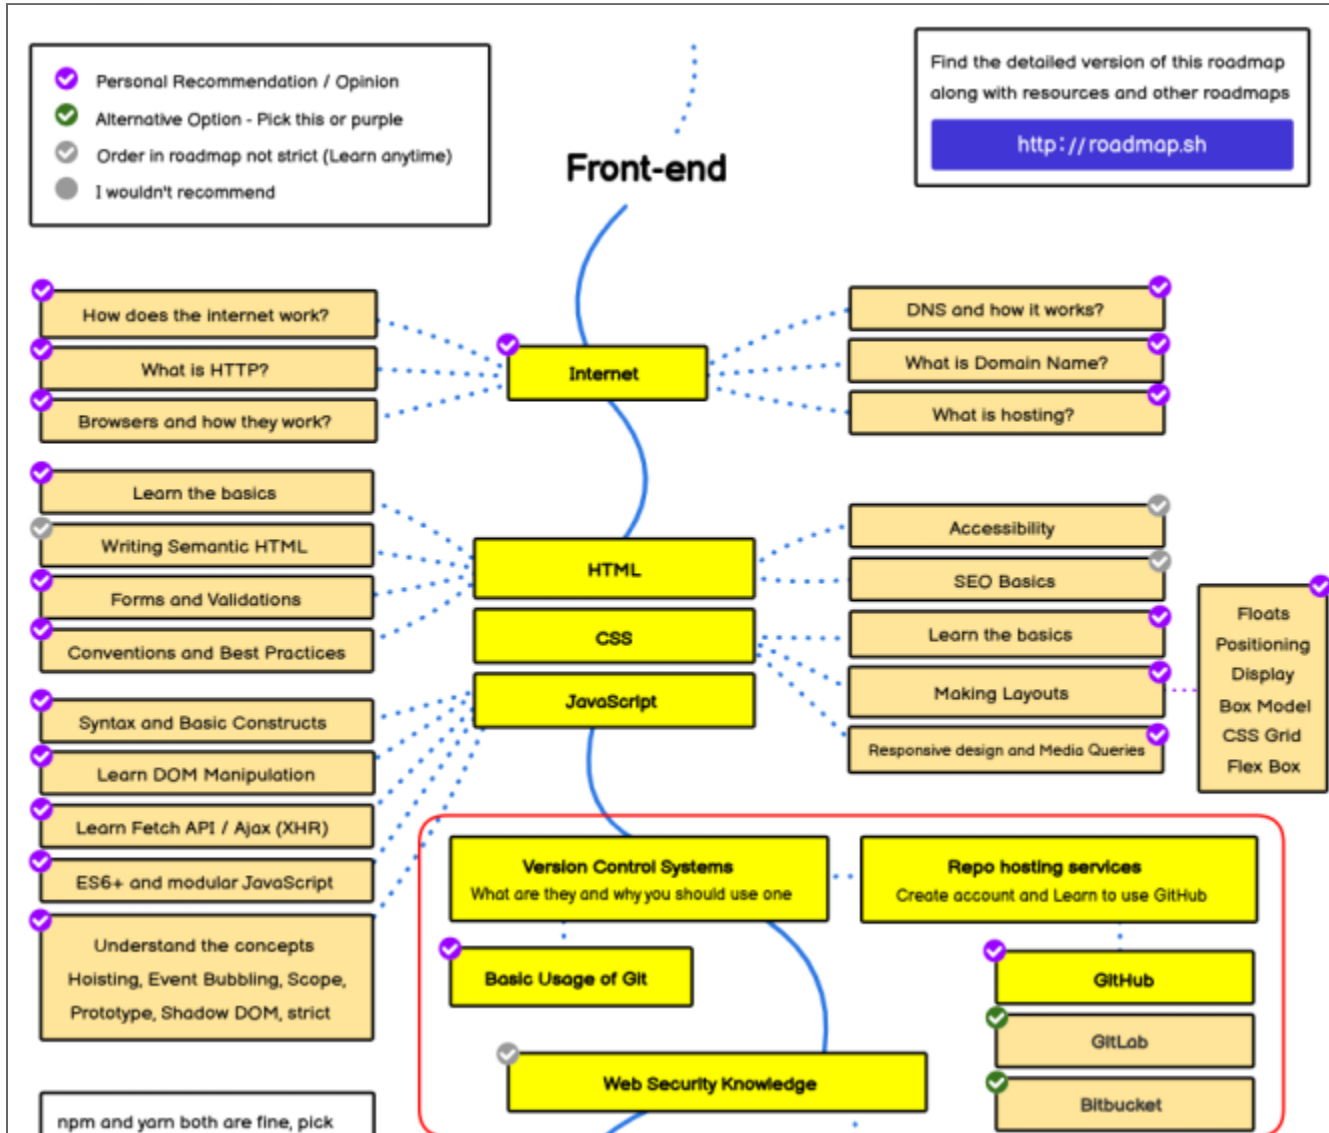 Personal Recommendation / Opinion
Alternative Option - Pick this or purple
Order in roadmap not strict (Learn anytime)
I wouldn't recommend
Find the detailed version of this roadmap
along with resources and other roadmaps
http://roadmap.sh
Front-end
How does the internet work?
What is HTTP?
Browsers and how they work?
Internet
DNS and how it works?
What is Domain Name?
What is hosting?
Learn the basics
Writing Semantic HTML
Forms and Validations
Conventions and Best Practices
HTML
CSS
JavaScript
Accessibility
SEO Basics
Learn the basics
Making Layouts
Responsive design and Media Queries
Floats
Positioning
Display
Box Model
CSS Grid
Flex Box
Syntax and Basic Constructs
Learn DOM Manipulation
Learn Fetch API / Ajax (XHR)
ES6+ and modular JavaScript
Understand the concepts
Hoisting, Event Bubbling, Scope,
Prototype, Shadow DOM, strict
Version Control Systems
What are they and why you should use one
Repo hosting services
Create account and Learn to use GitHub
Basic Usage of Git
GitHub
GitLab
Bitbucket
Web Security Knowledge
npm and yarn both are fine, pick